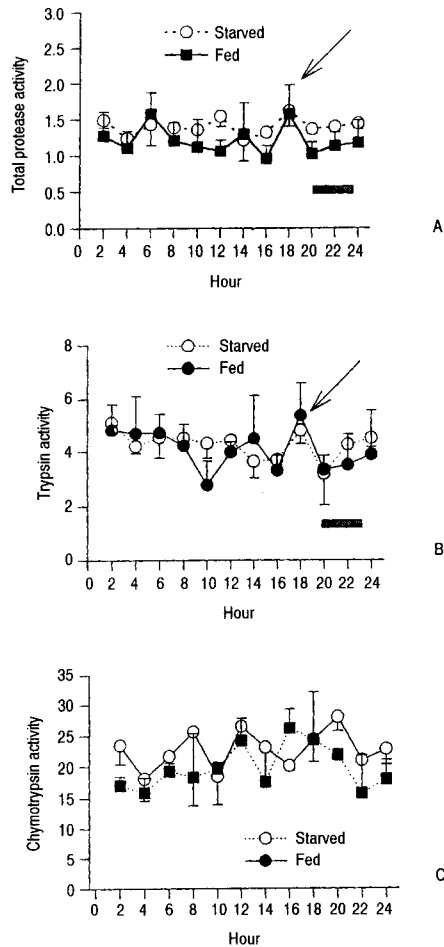 Starved
Fed
Total protease activity
3.0
2.5
2.0
1.5
1.0
0.5
0.0
0 2 4 6 8 10 12 14 16 18 20 22 24
Hour
A
Starved
Fed
Trypsin activity
8
6
4
2
0
0 2 4 6 8 10 12 14 16 18 20 22 24
Hour
B
Chymotrypsin activity
35
30
25
20
15
10
5
0
Starved
Fed
0 2 4 6 8 10 12 14 16 18 20 22 24
Hour
C